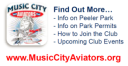 MUSIC CITY
AVIATORS
Find Out More...
- Info on Peeler Park
- Info on Park Permits
- How to Join the Club
- Upcoming Club Events
www.MusicCityAviators.org